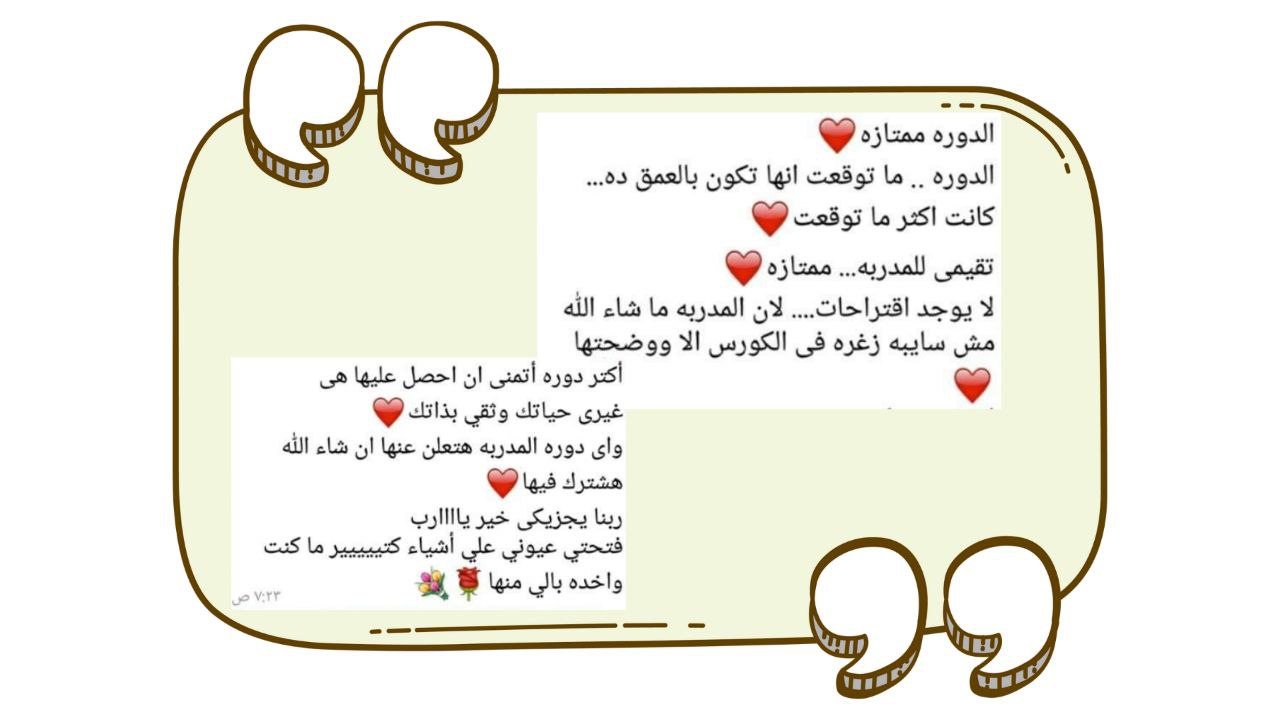 الدوره ممتازه ❤️
الدوره .. ما توقعت انها تكون بالعمق ده...
كانت اكثر ما توقعت ❤️
تقيمى للمدربه... ممتازه ❤️
لا يوجد اقتراحات.... لان المدربه ما شاء الله
مش سايبه زغره فى الكورس الا ووضحتها
❤️
أكتر دوره أتمنى ان احصل عليها هى
غيرى حياتك وثقي بذاتك ❤️
واى دوره المدربه هتعلن عنها ان شاء الله
هشترك فيها ❤️
ربنا يجزيكى خير ياااارب
فتحتي عيوني علي أشياء كتيييييير ما كنت
واخده بالي منها 🌹💐
٧:٢٣ ص